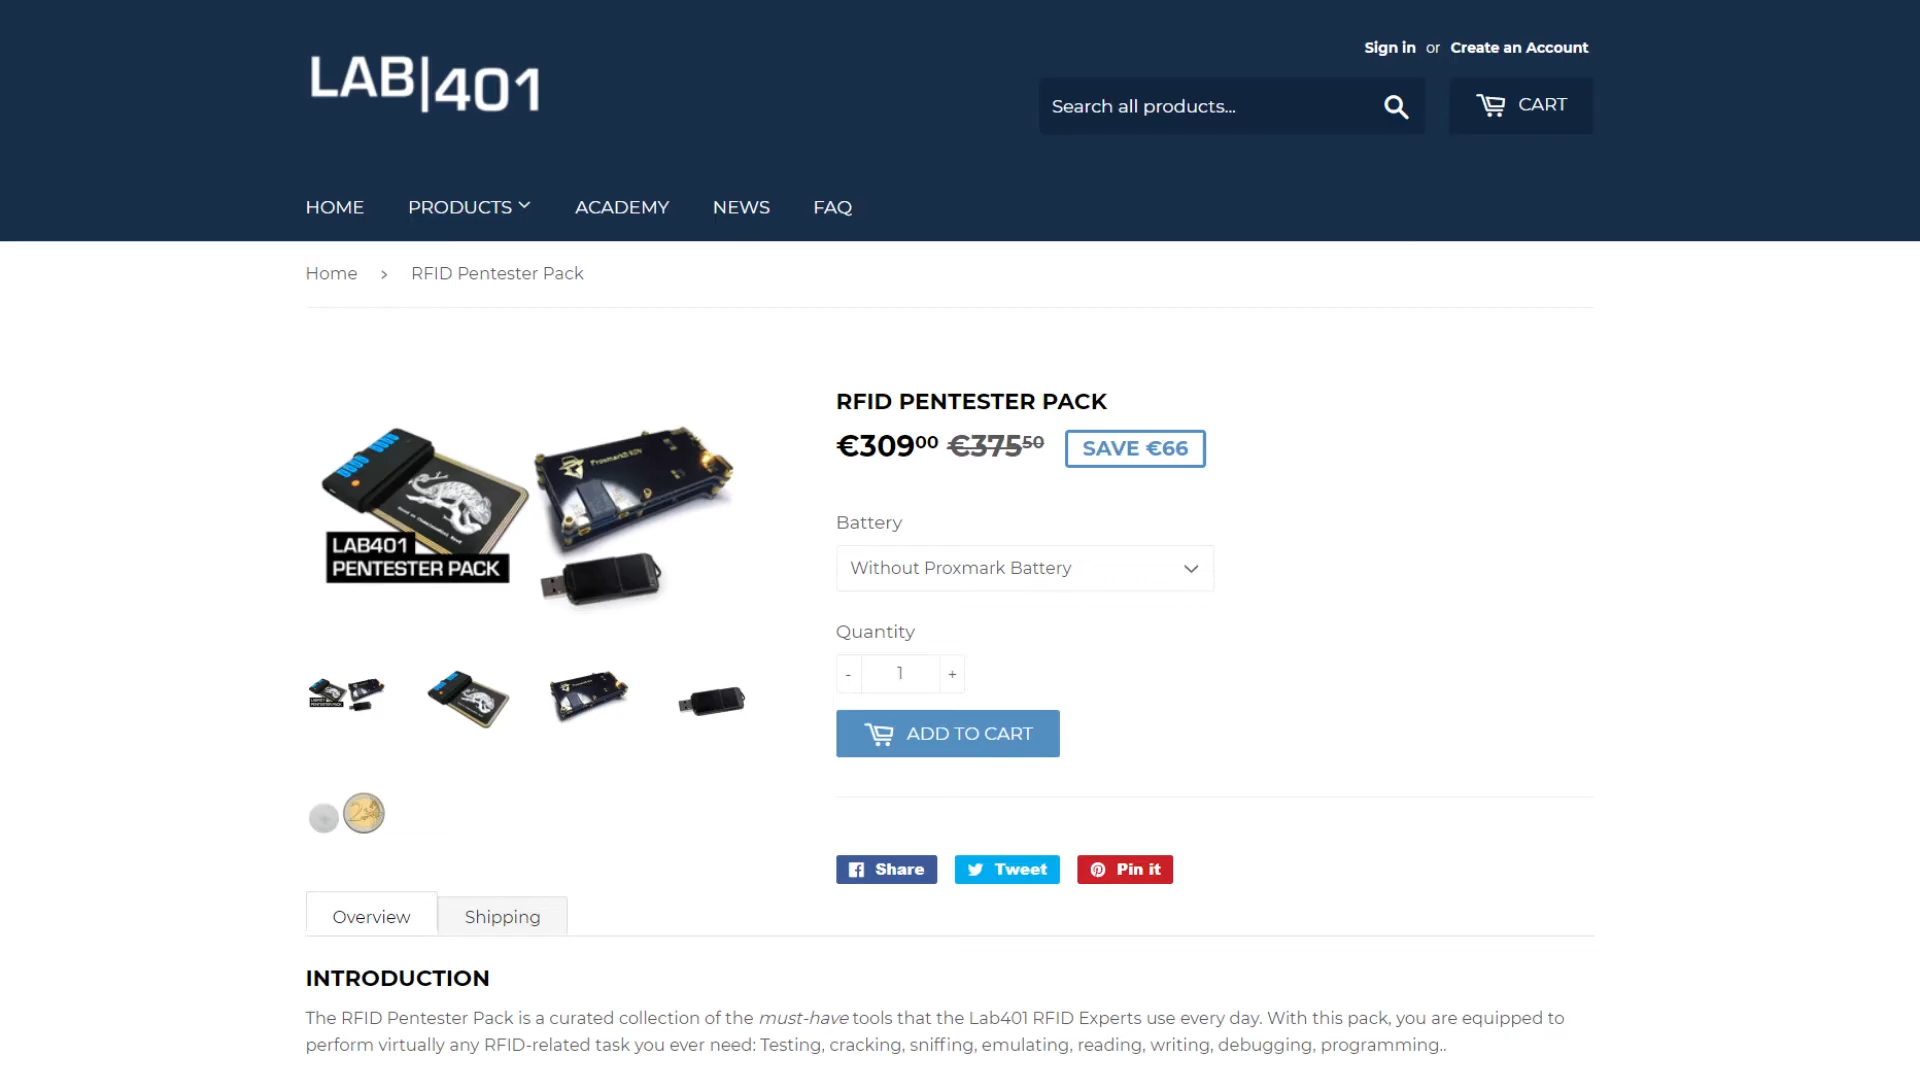 LAB|401
Sign in or Create an Account
Search all products...
CART
HOME PRODUCTS ACADEMY NEWS FAQ
Home › RFID Pentester Pack
RFID PENTESTER PACK
€309⁰⁰ €375⁵⁰ SAVE €66
LAB401
PENTESTER PACK
Battery
Without Proxmark Battery
Quantity
- 1 +
ADD TO CART
Share Tweet Pin it
Overview Shipping
INTRODUCTION
The RFID Pentester Pack is a curated collection of the must-have tools that the Lab401 RFID Experts use every day. With this pack, you are equipped to
perform virtually any RFID-related task you ever need: Testing, cracking, sniffing, emulating, reading, writing, debugging, programming..